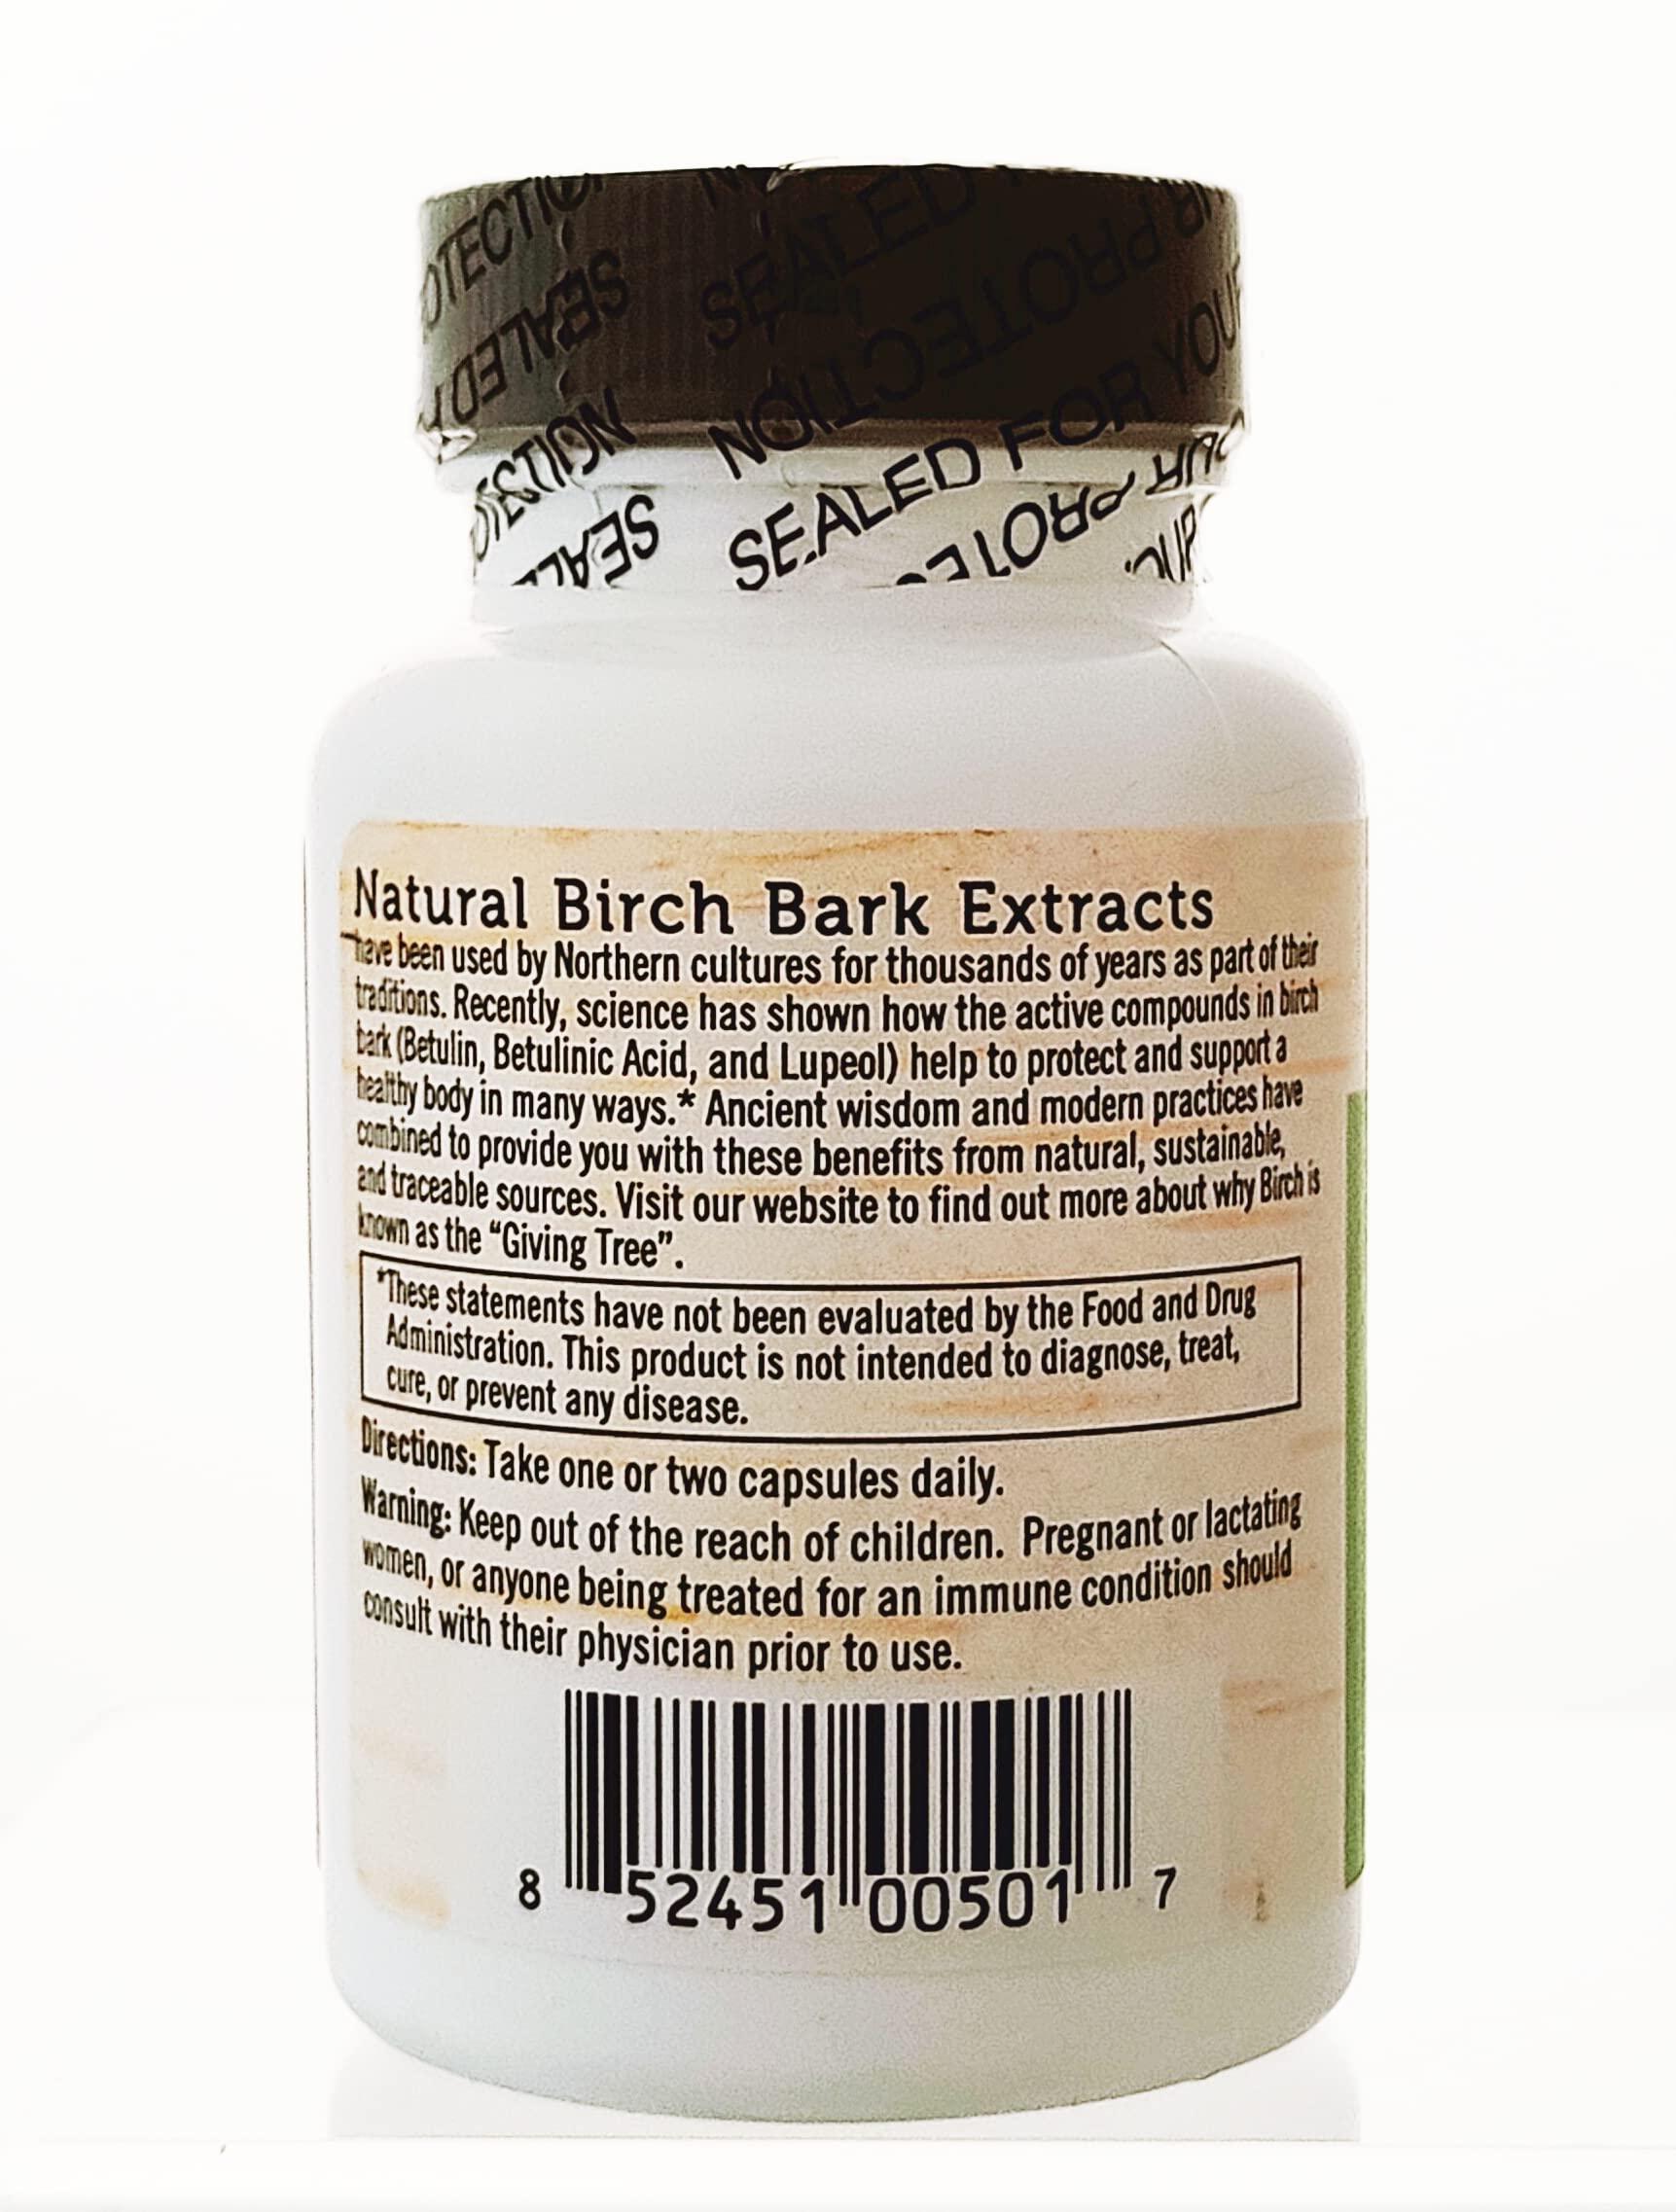 OTECTIO
SEALED
SEALED
SEALED Y
PROTECTION
SEALED FOR YOU
Natural Birch Bark Extracts
have been used by Northern cultures for thousands of years as part of their
traditions. Recently, science has shown how the active compounds in birch
bark (Betulin, Betulinic Acid, and Lupeol) help to protect and support a
healthy body in many ways.* Ancient wisdom and modern practices have
combined to provide you with these benefits from natural, sustainable,
and traceable sources. Visit our website to find out more about why Birch is
known as the “Giving Tree”.
*These statements have not been evaluated by the Food and Drug
Administration. This product is not intended to diagnose, treat,
cure, or prevent any disease.
Directions: Take one or two capsules daily.
Warning: Keep out of the reach of children. Pregnant or lactating
women, or anyone being treated for an immune condition should
consult with their physician prior to use.
8 52451 00501 7